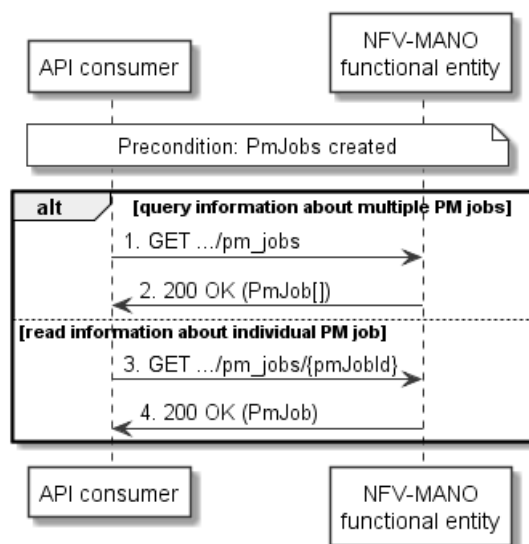 API consumer
NFV-MANO
functional entity
Precondition: PmJobs created
alt
[query information about multiple PM jobs]
1. GET .../pm_jobs
2. 200 OK (PmJob[])
[read information about individual PM job]
3. GET .../pm_jobs/{pmJobId}
4. 200 OK (PmJob)
API consumer
NFV-MANO
functional entity